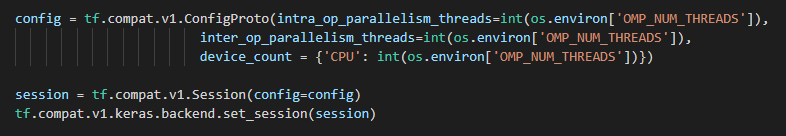 config = tf.compat.v1.ConfigProto(intra_op_parallelism_threads=int(os.environ['OMP_NUM_THREADS']),
inter_op_parallelism_threads=int(os.environ['OMP_NUM_THREADS']),
device_count = {'CPU': int(os.environ['OMP_NUM_THREADS'])})
session = tf.compat.v1.Session(config=config)
tf.compat.v1.keras.backend.set_session(session)